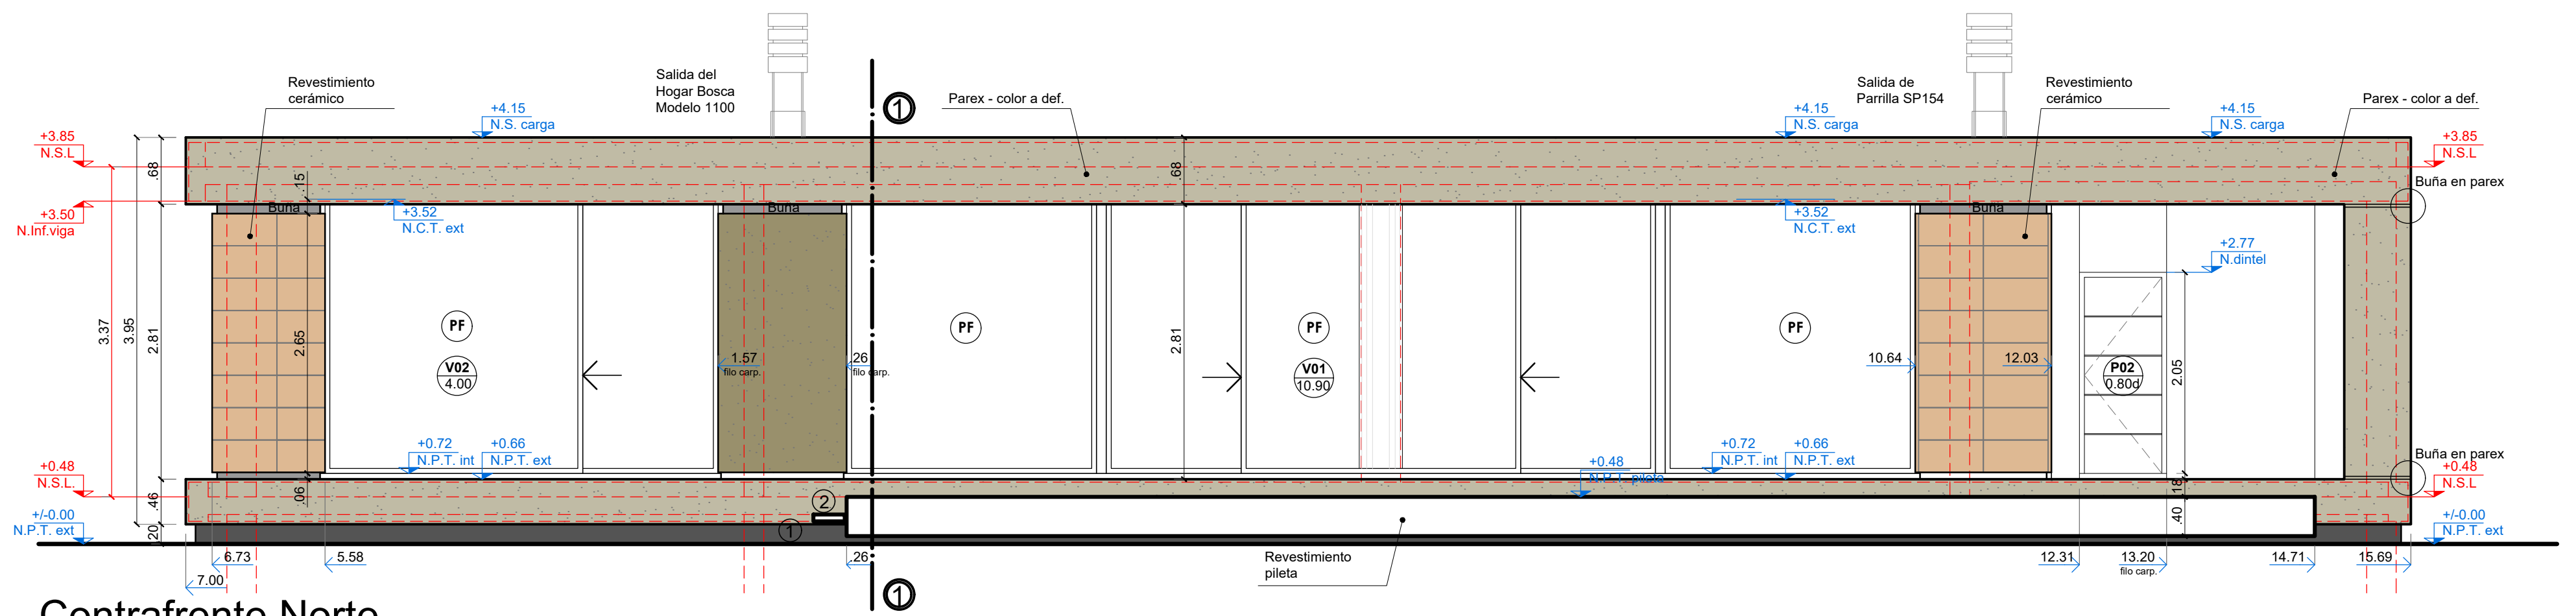 Revestimiento
cerámico
Salida del
Hogar Bosca
Modelo 1100
1
Parex - color a def.
Salida de
Parrilla SP154
Revestimiento
cerámico
Parex - color a def.
+4.15
N.S. carga
+4.15
N.S. carga
+4.15
N.S. carga
+3.85
N.S.L
+3.85
N.S.L
.68
.68
.15
Buña en parex
Buña
Buña
Buña
+3.50
N.Inf.viga
+3.52
N.C.T. ext
+3.52
N.C.T. ext
+2.77
N.dintel
3.37
3.95
2.81
2.65
2.81
2.05
PF
PF
PF
PF
V02
4.00
1.57
filo carp.
.26
filo carp.
V01
10.90
10.64
12.03
P02
0.80d
+0.72
N.P.T. int
+0.66
N.P.T. ext
+0.72
N.P.T. int
+0.66
N.P.T. ext
+0.48
N.P.T. pileta
Buña en parex
+0.48
N.S.L.
+0.48
N.S.L
.46
.06
.18
.40
.20
2
1
+/-0.00
N.P.T. ext
+/-0.00
N.P.T. ext
6.73
5.58
.26
7.00
Revestimiento
pileta
12.31
13.20
filo carp.
14.71
15.69
1
Contrafrente Norte